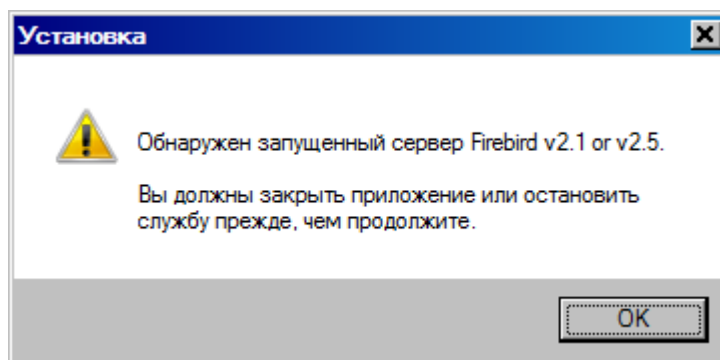 Установка
Обнаружен запущенный сервер Firebird v2.1 or v2.5.
Вы должны закрыть приложение или остановить
службу прежде, чем продолжите.
OK